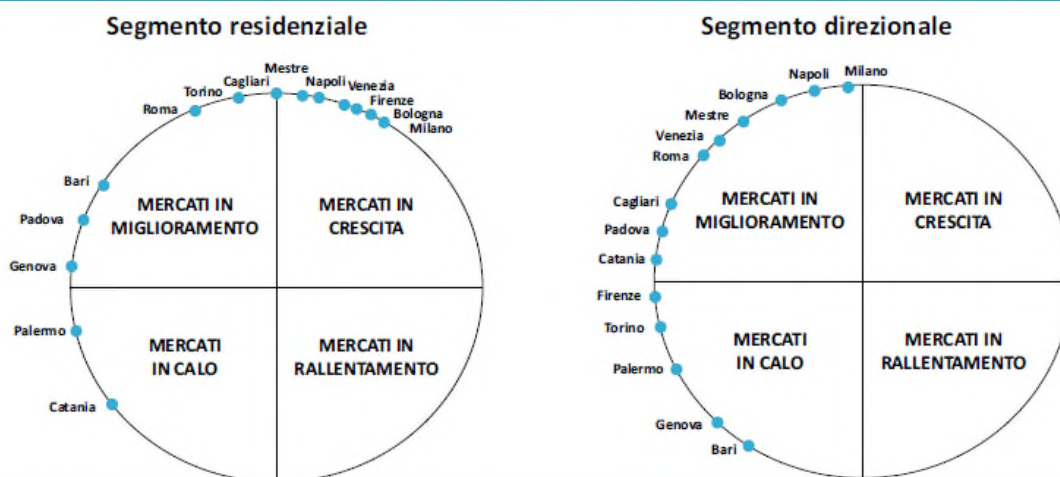 Segmento residenziale
Mestre
Cagliari
Napoli
Torino
Venezia
Roma
Firenze
Bologna
Milano
Bari
MERCATI IN
MIGLIORAMENTO
MERCATI IN
CRESCITA
Padova
Genova
Palermo
MERCATI
IN CALO
MERCATI IN
RALLENTAMENTO
Catania
Segmento direzionale
Milano
Napoli
Bologna
Mestre
Venezia
Roma
Cagliari
MERCATI IN
MIGLIORAMENTO
MERCATI IN
CRESCITA
Padova
Catania
Firenze
Torino
MERCATI
IN CALO
MERCATI IN
RALLENTAMENTO
Palermo
Genova
Bari